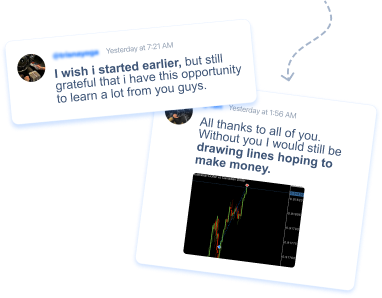 Yesterday at 7:21 AM
I wish i started earlier, but still
grateful that i have this opportunity
to learn a lot from you guys.
Yesterday at 1:56 AM
All thanks to all of you.
Without you I would still be
drawing lines hoping to
make money.